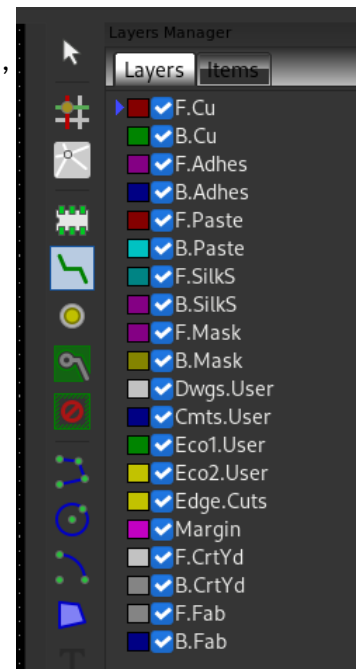 ,
Layers Manager
Layers Items
F.Cu
B.Cu
F.Adhes
B.Adhes
F.Paste
B.Paste
F.SilkS
B.SilkS
F.Mask
B.Mask
Dwgs.User
Cmts.User
Eco1.User
Eco2.User
Edge.Cuts
Margin
F.CrtYd
B.CrtYd
F.Fab
B.Fab
T